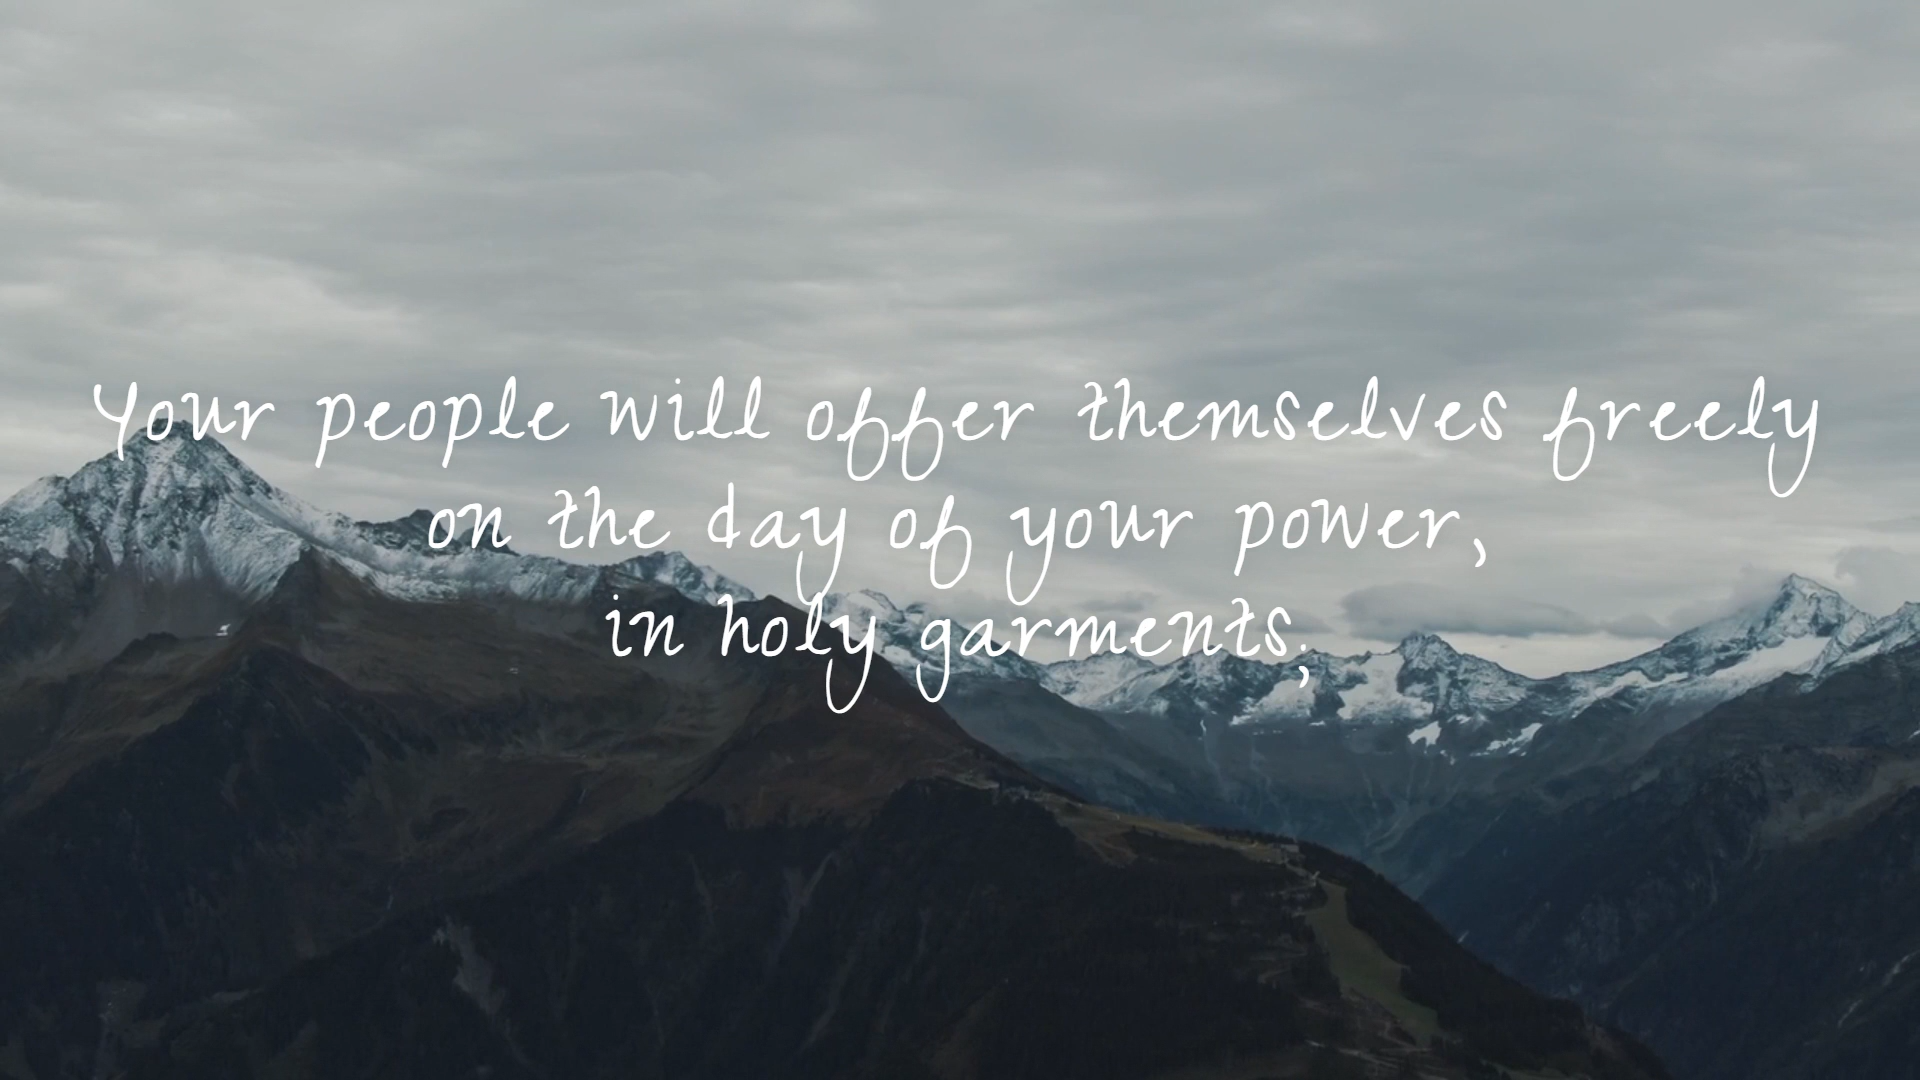 Your people will offer themselves freely
on the day of your power,
in holy garments;